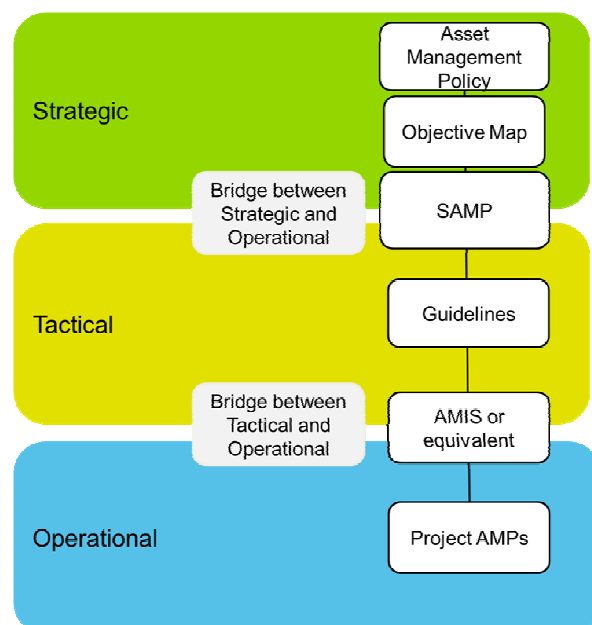 Asset
Management
Policy
Strategic
Objective Map
Bridge between
Strategic and
Operational
SAMP
Guidelines
Tactical
Bridge between
Tactical and
Operational
AMIS or
equivalent
Operational
Project AMPs